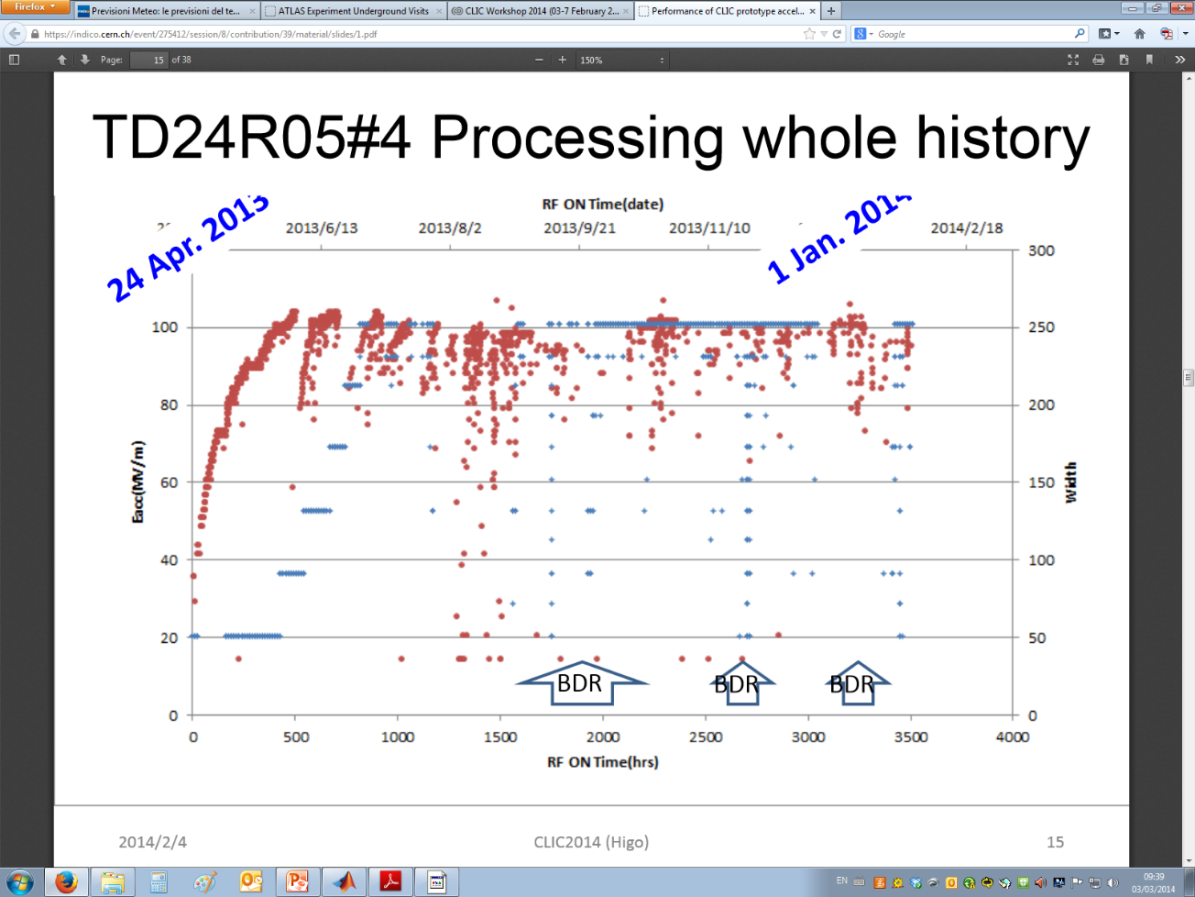 Firefox
Previsioni Meteo: le previsioni del te...
ATLAS Experiment Underground Visits
CLIC Workshop 2014 (03-7 February 2...
Performance of CLIC prototype accel...
https://indico.cern.ch/event/275412/session/8/contribution/39/material/slides/1.pdf
Google
Page: 15 of 38
150%
TD24R05#4 Processing whole history
RF ON Time(date)
2013/6/13 2013/8/2 2013/9/21 2013/11/10 2014/2/18
24 Apr. 2013
1 Jan. 2014
300
100 250
80 200
60 150
40 100
20 50
0 0
Eacc(MV/m)
Width
BDR BDR BDR
0 500 1000 1500 2000 2500 3000 3500 4000
RF ON Time(hrs)
2014/2/4 CLIC2014 (Higo) 15
EN
09:39
03/03/2014